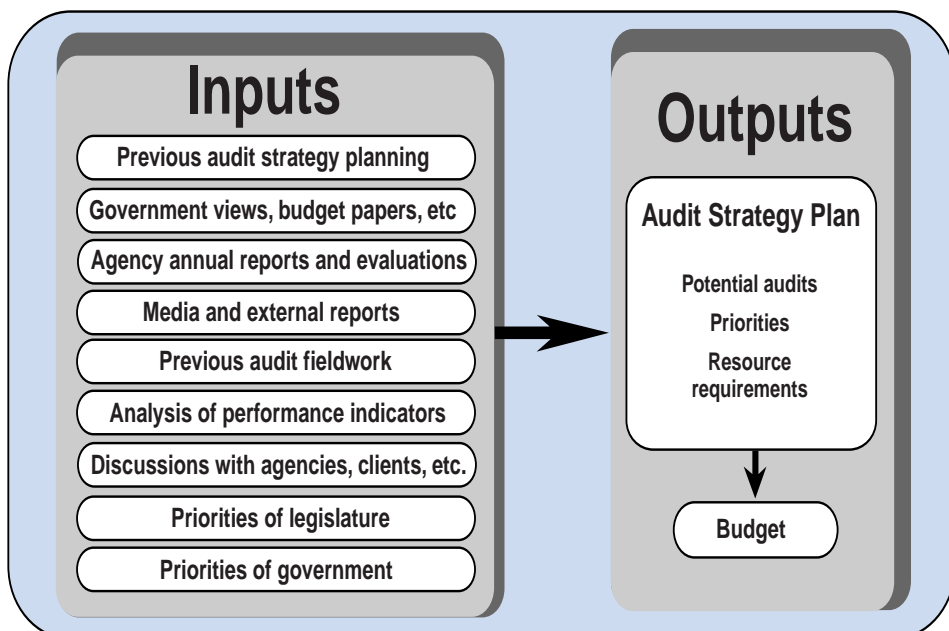 Inputs
Previous audit strategy planning
Government views, budget papers, etc
Agency annual reports and evaluations
Media and external reports
Previous audit fieldwork
Analysis of performance indicators
Discussions with agencies, clients, etc.
Priorities of legislature
Priorities of government
Outputs
Audit Strategy Plan
Potential audits
Priorities
Resource
requirements
Budget